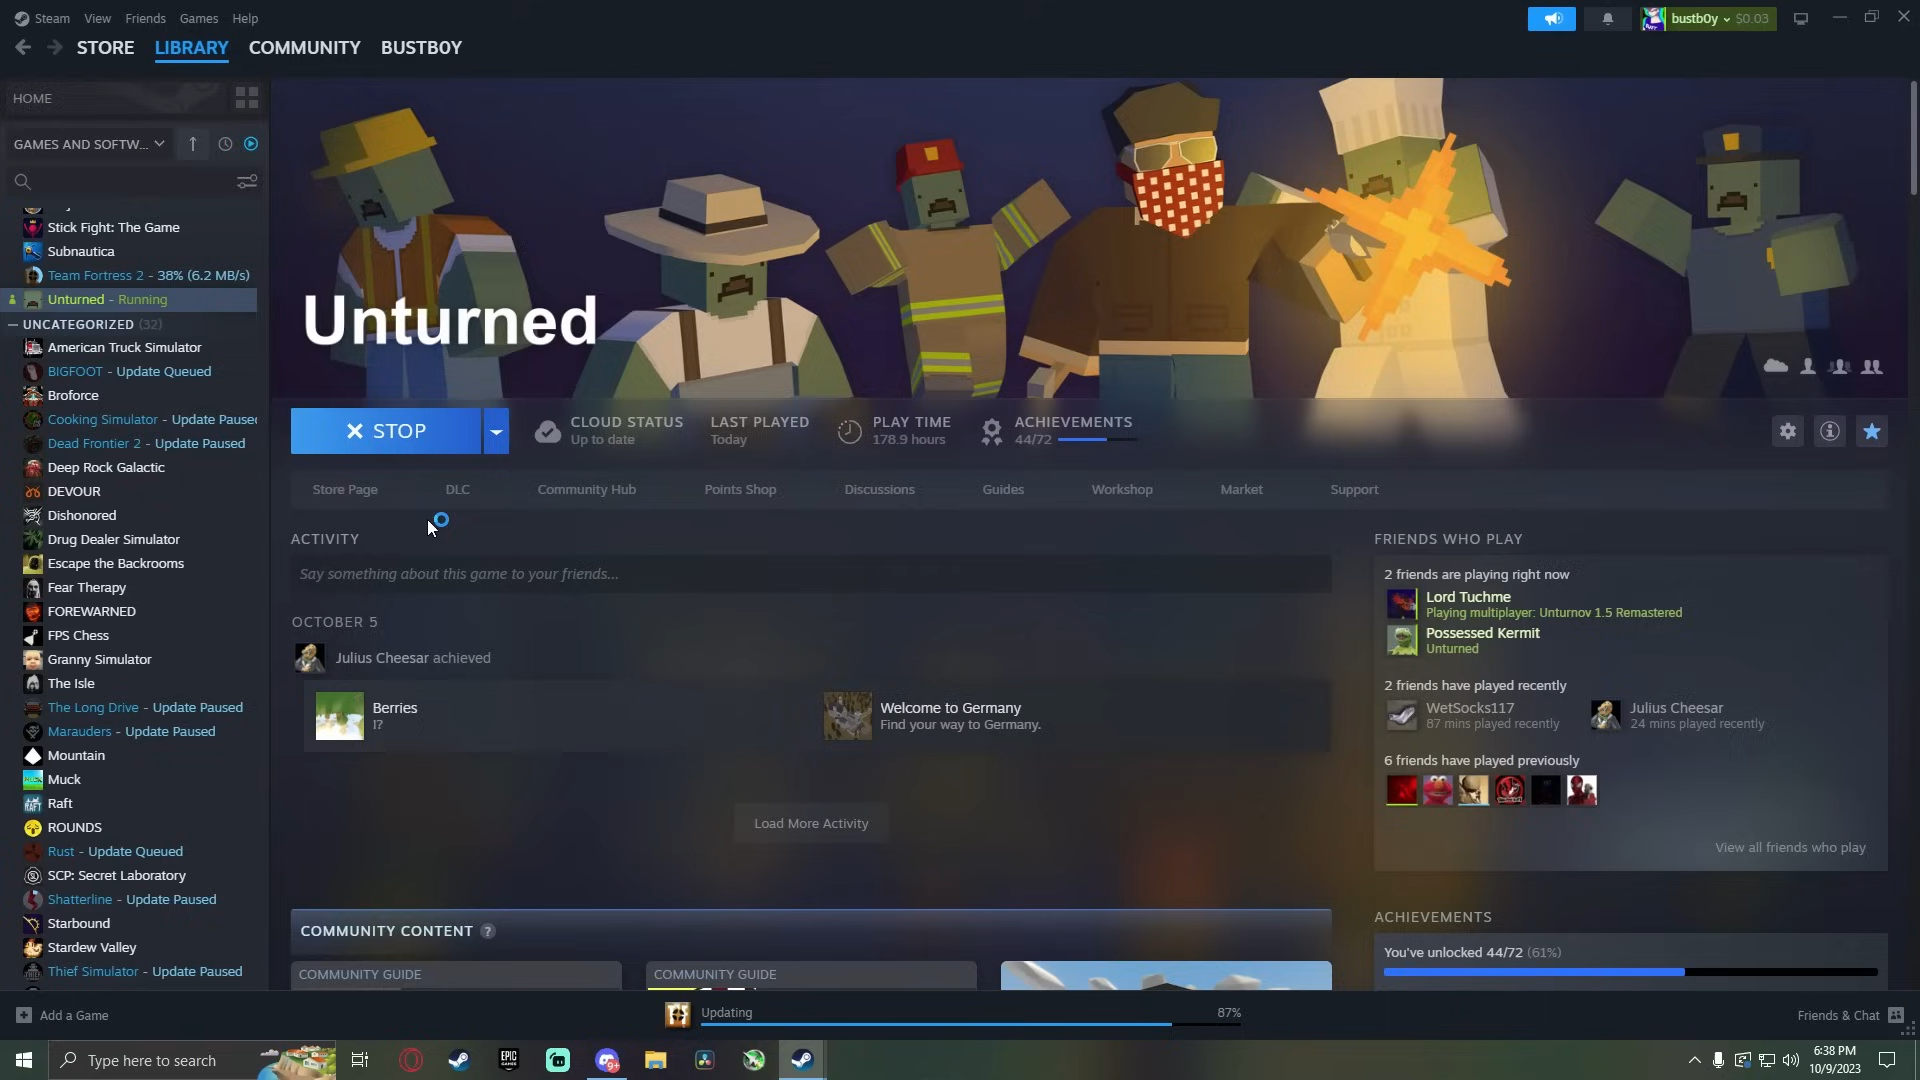 Steam View Friends Games Help
bustb0y $0.03
STORE LIBRARY COMMUNITY BUSTB0Y
HOME
GAMES AND SOFTW...
Stick Fight: The Game
Subnautica
Team Fortress 2 - 38% (6.2 MB/s)
Unturned - Running
UNCATEGORIZED (32)
American Truck Simulator
BIGFOOT - Update Queued
Broforce
Cooking Simulator - Update Pause
Dead Frontier 2 - Update Paused
Deep Rock Galactic
DEVOUR
Dishonored
Drug Dealer Simulator
Escape the Backrooms
Fear Therapy
FOREWARNED
FPS Chess
Granny Simulator
The Isle
The Long Drive - Update Paused
Marauders - Update Paused
Mountain
Muck
Raft
ROUNDS
Rust - Update Queued
SCP: Secret Laboratory
Shatterline - Update Paused
Starbound
Stardew Valley
Thief Simulator - Update Paused
Unturned
STOP
CLOUD STATUS
Up to date
LAST PLAYED
Today
PLAY TIME
178.9 hours
ACHIEVEMENTS
44/72
Store Page DLC Community Hub Points Shop Discussions Guides Workshop Market Support
ACTIVITY
Say something about this game to your friends...
OCTOBER 5
Julius Cheesar achieved
Berries
!?
Welcome to Germany
Find your way to Germany.
Load More Activity
COMMUNITY CONTENT ?
COMMUNITY GUIDE
COMMUNITY GUIDE
FRIENDS WHO PLAY
2 friends are playing right now
Lord Tuchme
Playing multiplayer: Unturnov 1.5 Remastered
Possessed Kermit
Unturned
2 friends have played recently
WetSocks117
87 mins played recently
Julius Cheesar
24 mins played recently
6 friends have played previously
View all friends who play
ACHIEVEMENTS
You've unlocked 44/72 (61%)
Add a Game
Updating 87%
Friends & Chat
Type here to search
EPIC
GAMES
9+
6:38 PM
10/9/2023